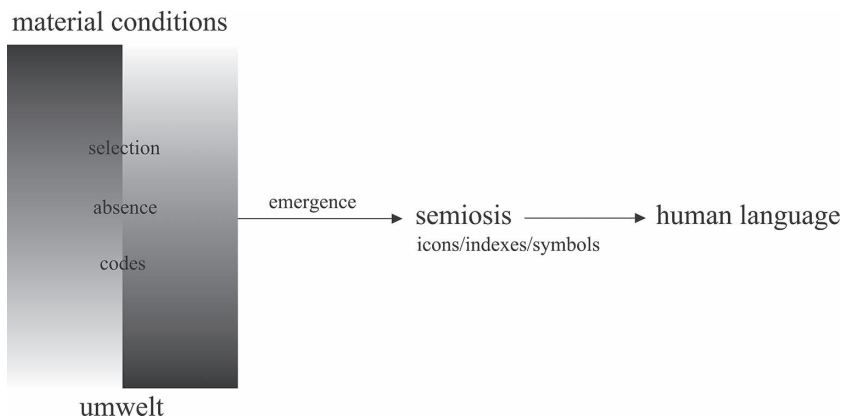 material conditions
selection
absence
codes
umwelt
emergence
semiosis
icons/indexes/symbols
human language